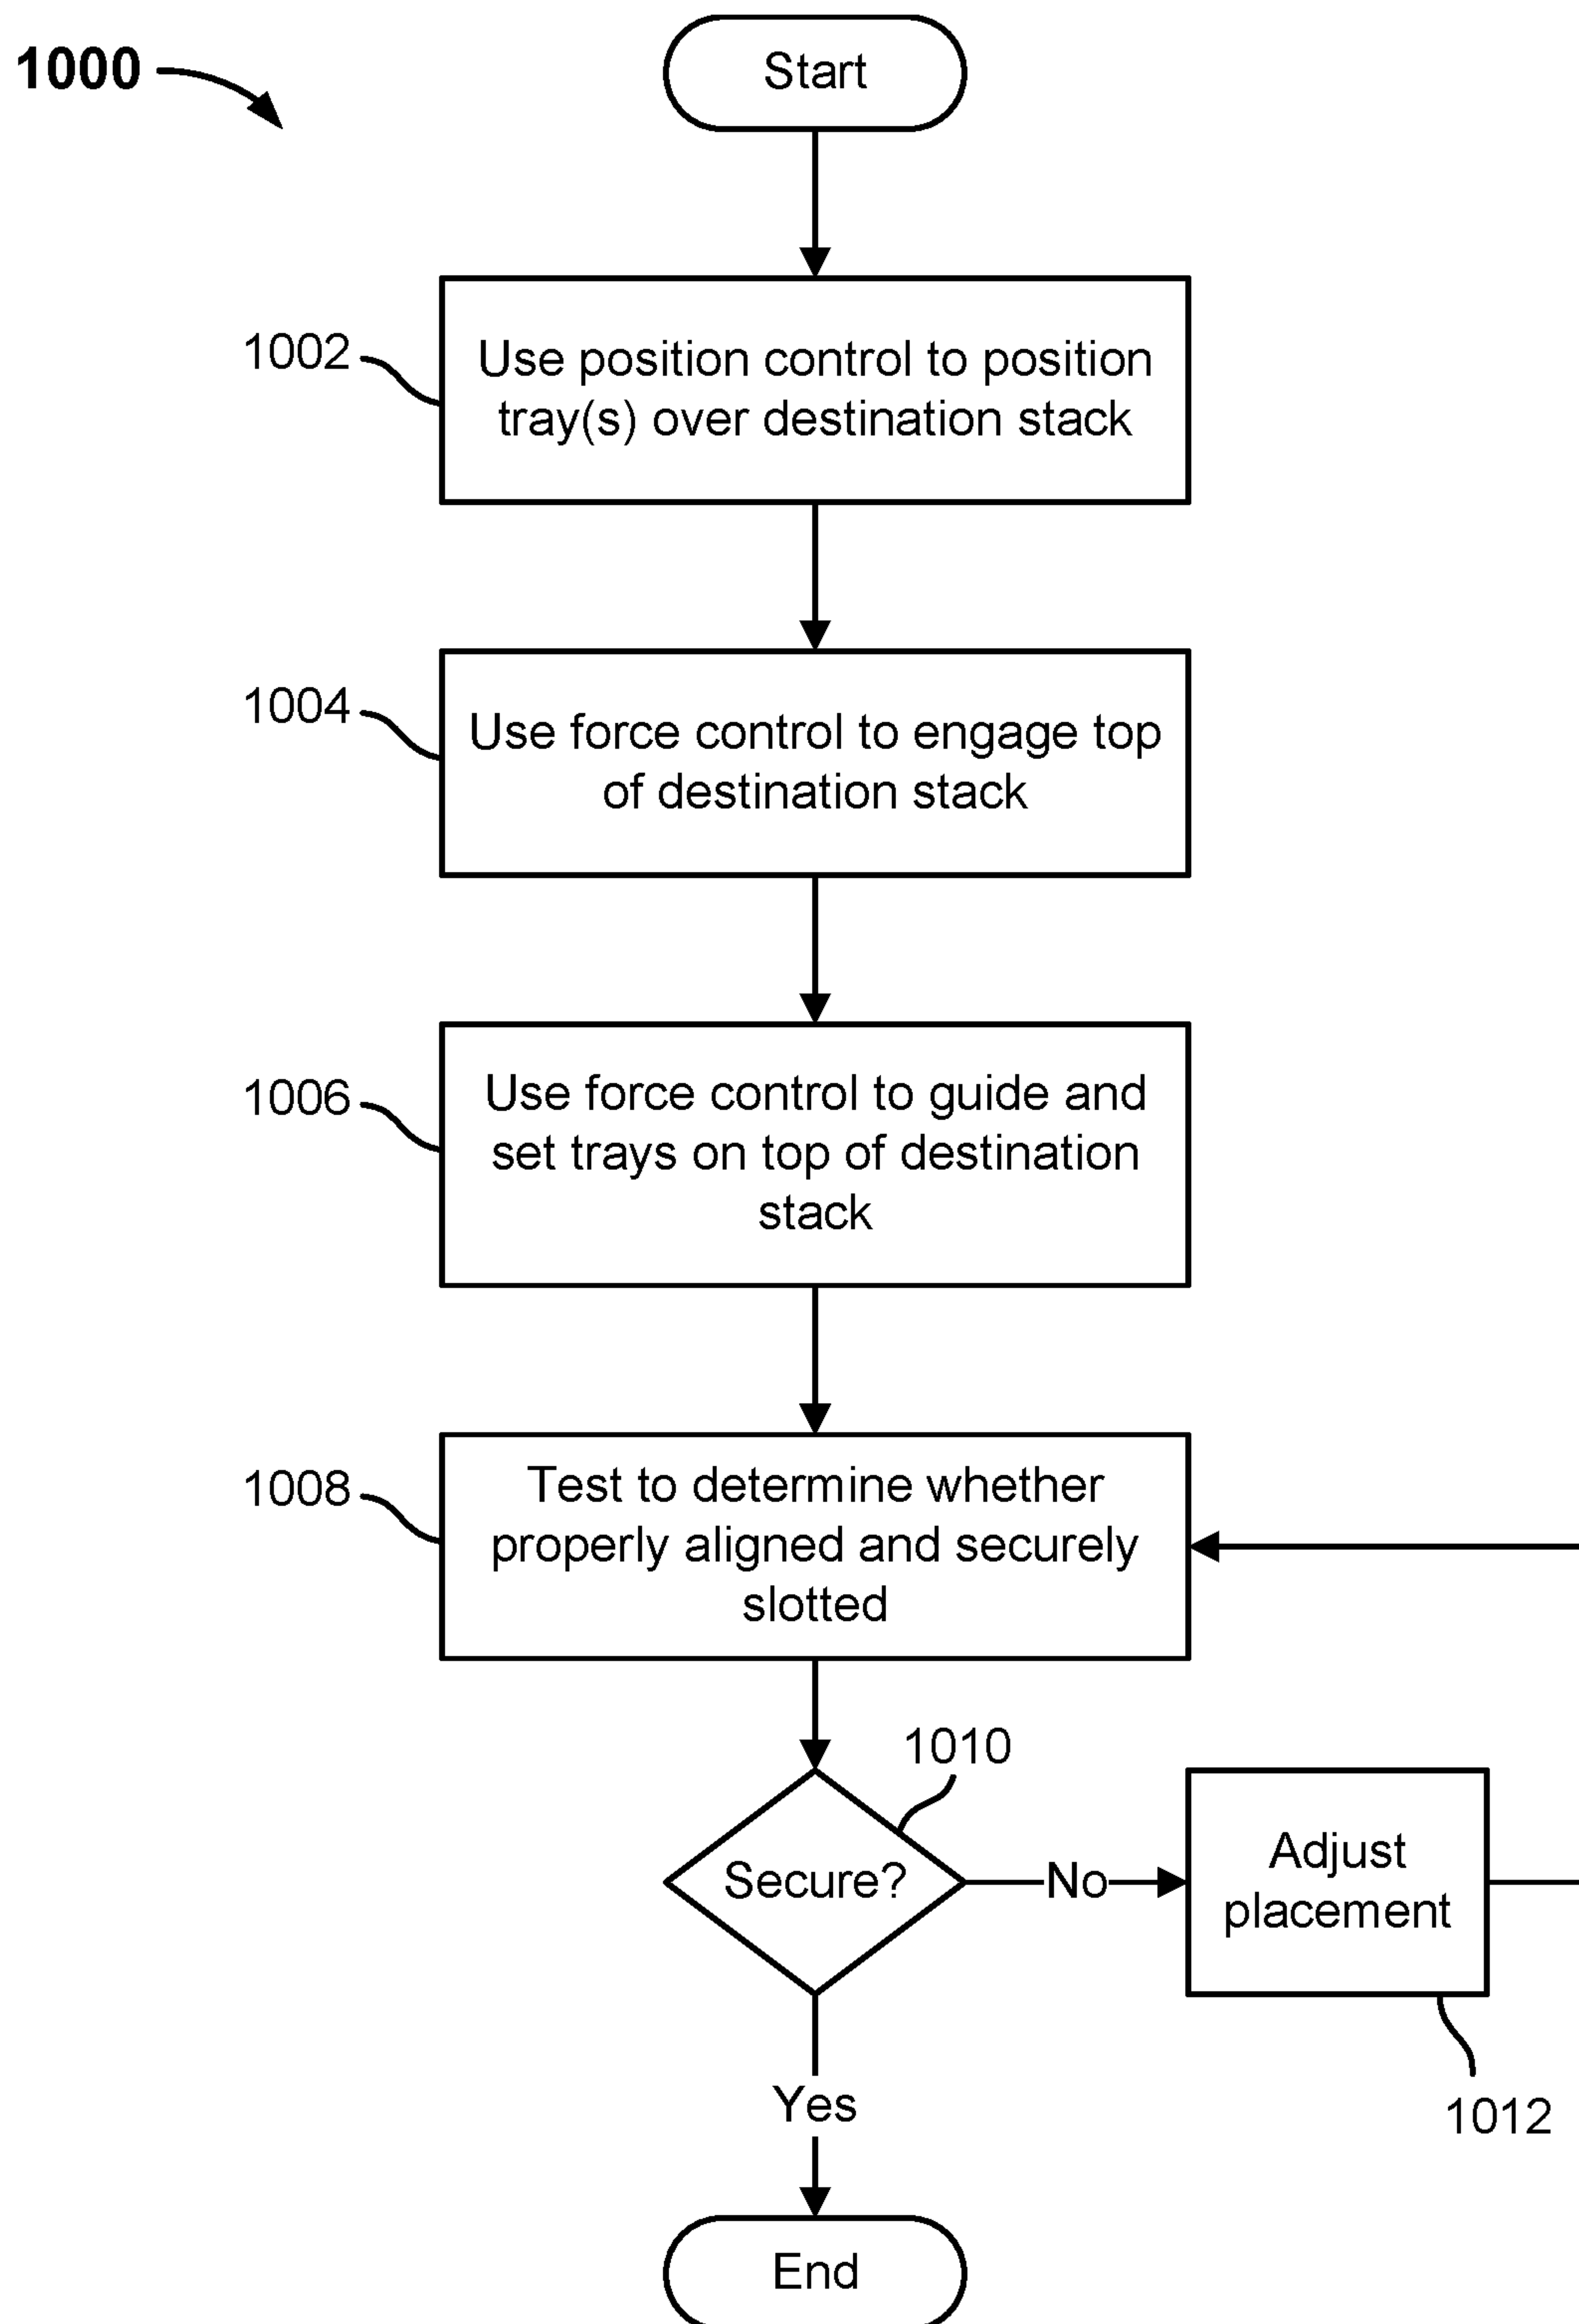 1000
Start
1002
Use position control to position
tray(s) over destination stack
1004
Use force control to engage top
of destination stack
1006
Use force control to guide and
set trays on top of destination
stack
1008
Test to determine whether
properly aligned and securely
slotted
1010
Secure?
No
Adjust
placement
1012
Yes
End